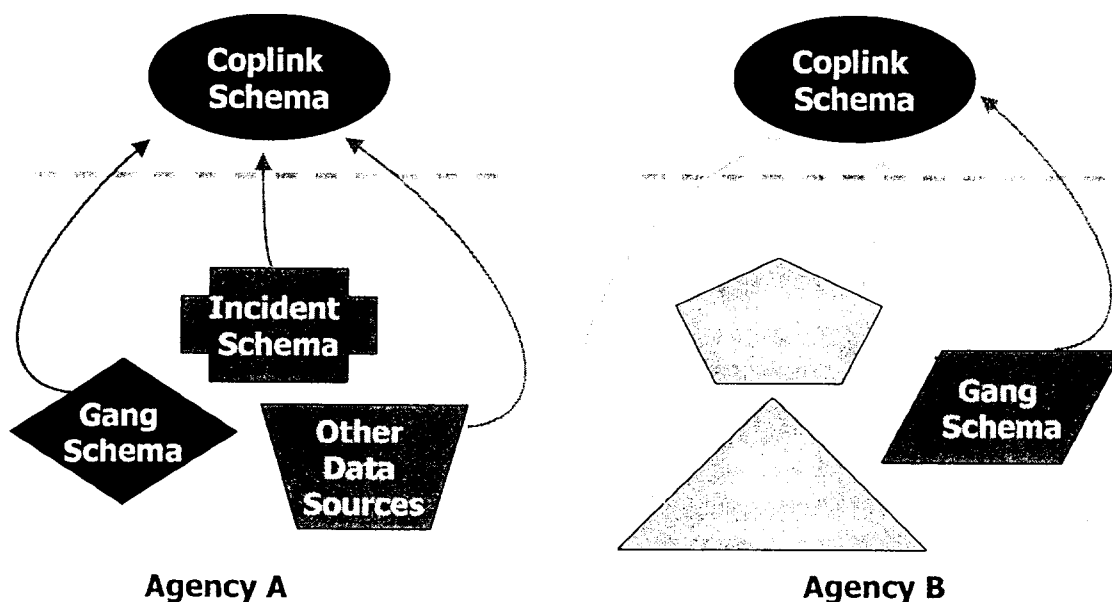 Coplink
Schema
Incident
Schema
Gang
Schema
Other
Data
Sources
Agency A
Coplink
Schema
Gang
Schema
Agency B